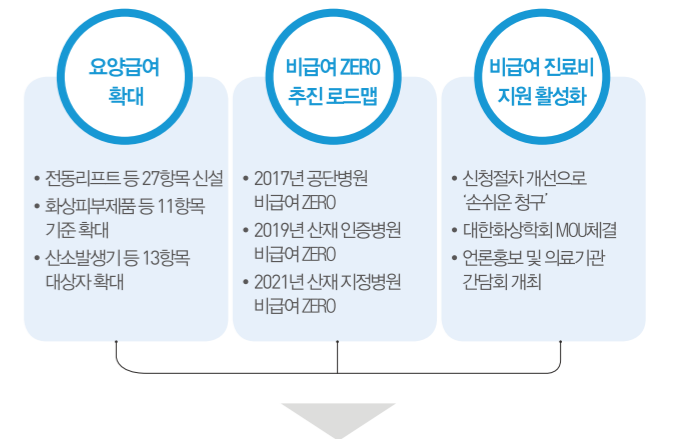 요양급여
확대
• 전동리프트 등 27항목 신설
• 화상피부제품 등 11항목
기준 확대
• 산소발생기 등 13항목
대상자 확대
비급여 ZERO
추진 로드맵
• 2017년 공단병원
비급여 ZERO
• 2019년 산재 인증병원
비급여 ZERO
• 2021년 산재 지정병원
비급여 ZERO
비급여 진료비
지원 활성화
• 신청절차 개선으로
‘손쉬운 청구’
• 대한화상학회 MOU체결
• 언론홍보 및 의료기관
간담회 개최